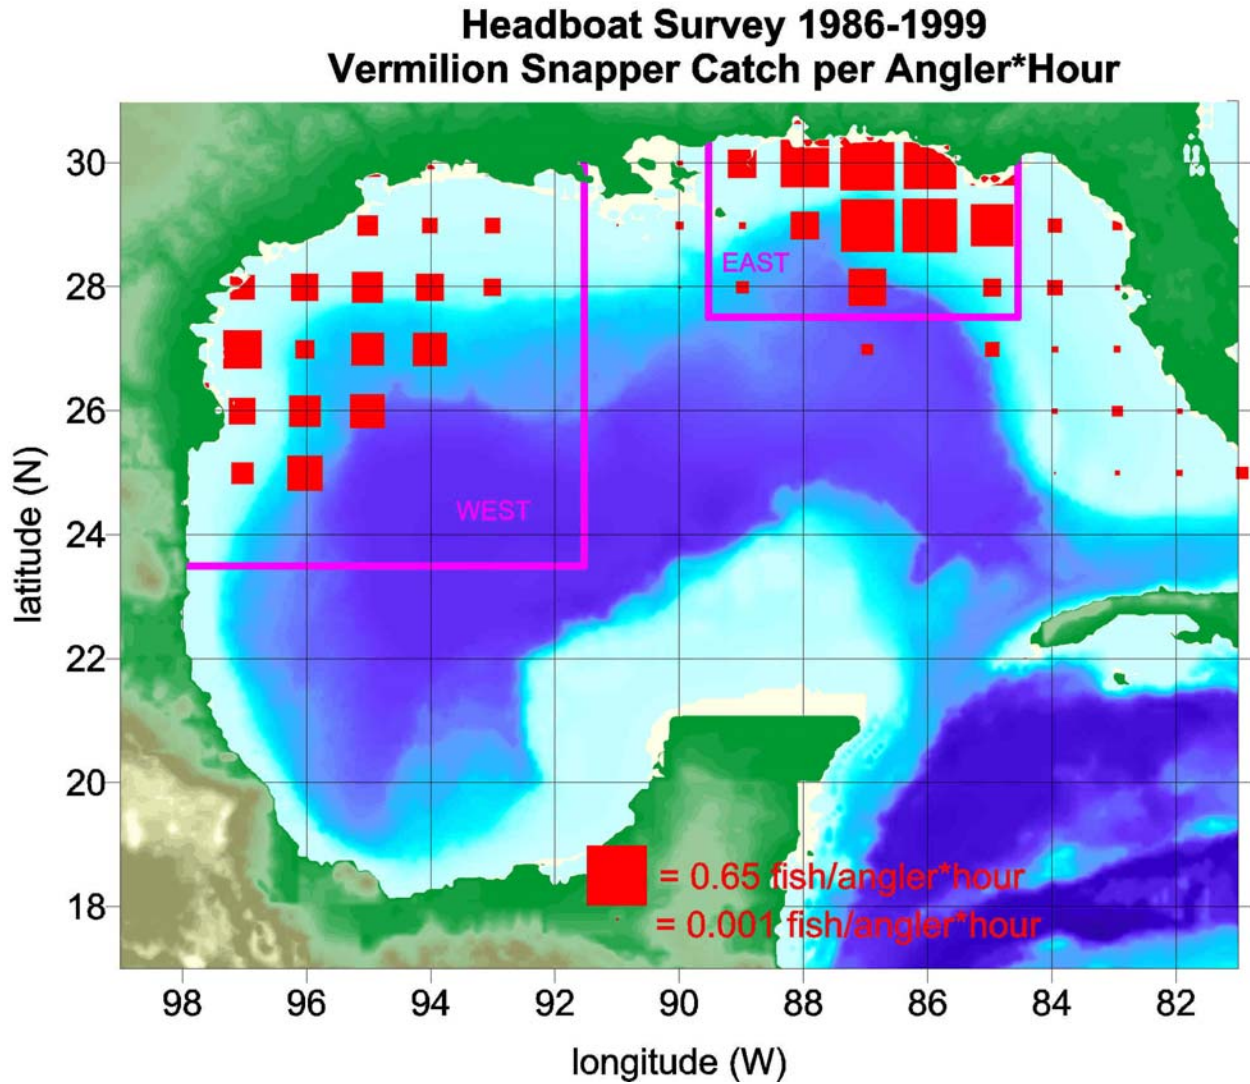 Headboat Survey 1986-1999
Vermilion Snapper Catch per Angler*Hour
30
28
26
24
22
20
18
latitude (N)
EAST
WEST
= 0.65 fish/angler*hour
= 0.001 fish/angler*hour
98 96 94 92 90 88 86 84 82
longitude (W)